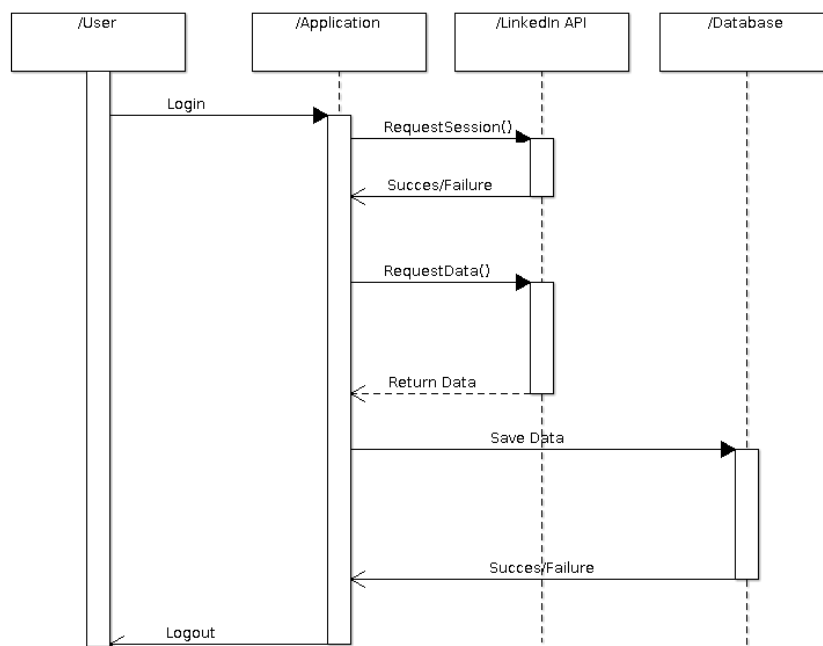 /User
/Application
/LinkedIn API
/Database
Login
RequestSession()
Succes/Failure
RequestData()
Return Data
Save Data
Succes/Failure
Logout